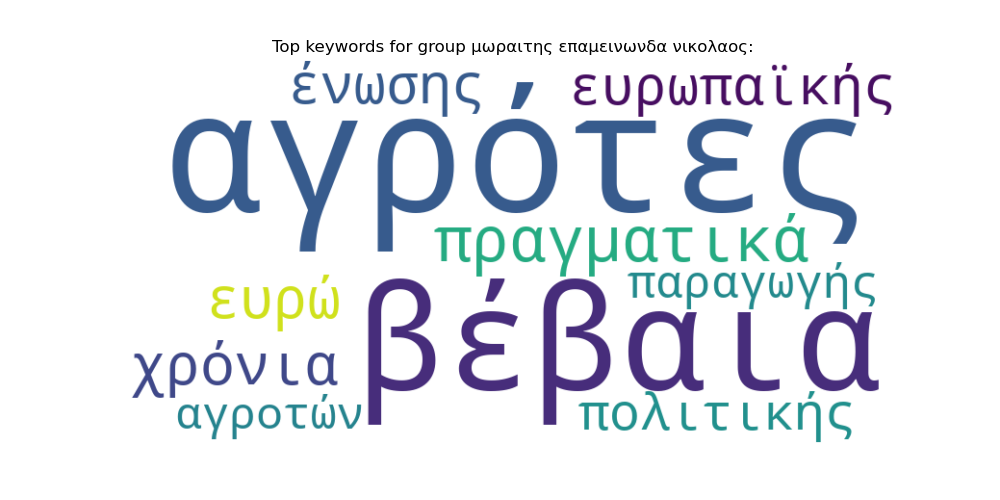 Top keywords for group μωραιτης επαμεινωνδα νικολαος:
ένωσης ευρωπαϊκής
αγρότες
πραγματικά
παραγωγής
ευρώ
βέβαια
χρόνια
αγροτών
πολιτικής